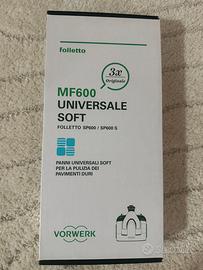 folletto
3x
Originale
MF600
UNIVERSALE
SOFT
FOLLETTO SP600 / SP600 S
PANNI UNIVERSALI SOFT
PER LA PULIZIA DEI
PAVIMENTI DURI
VORWERK